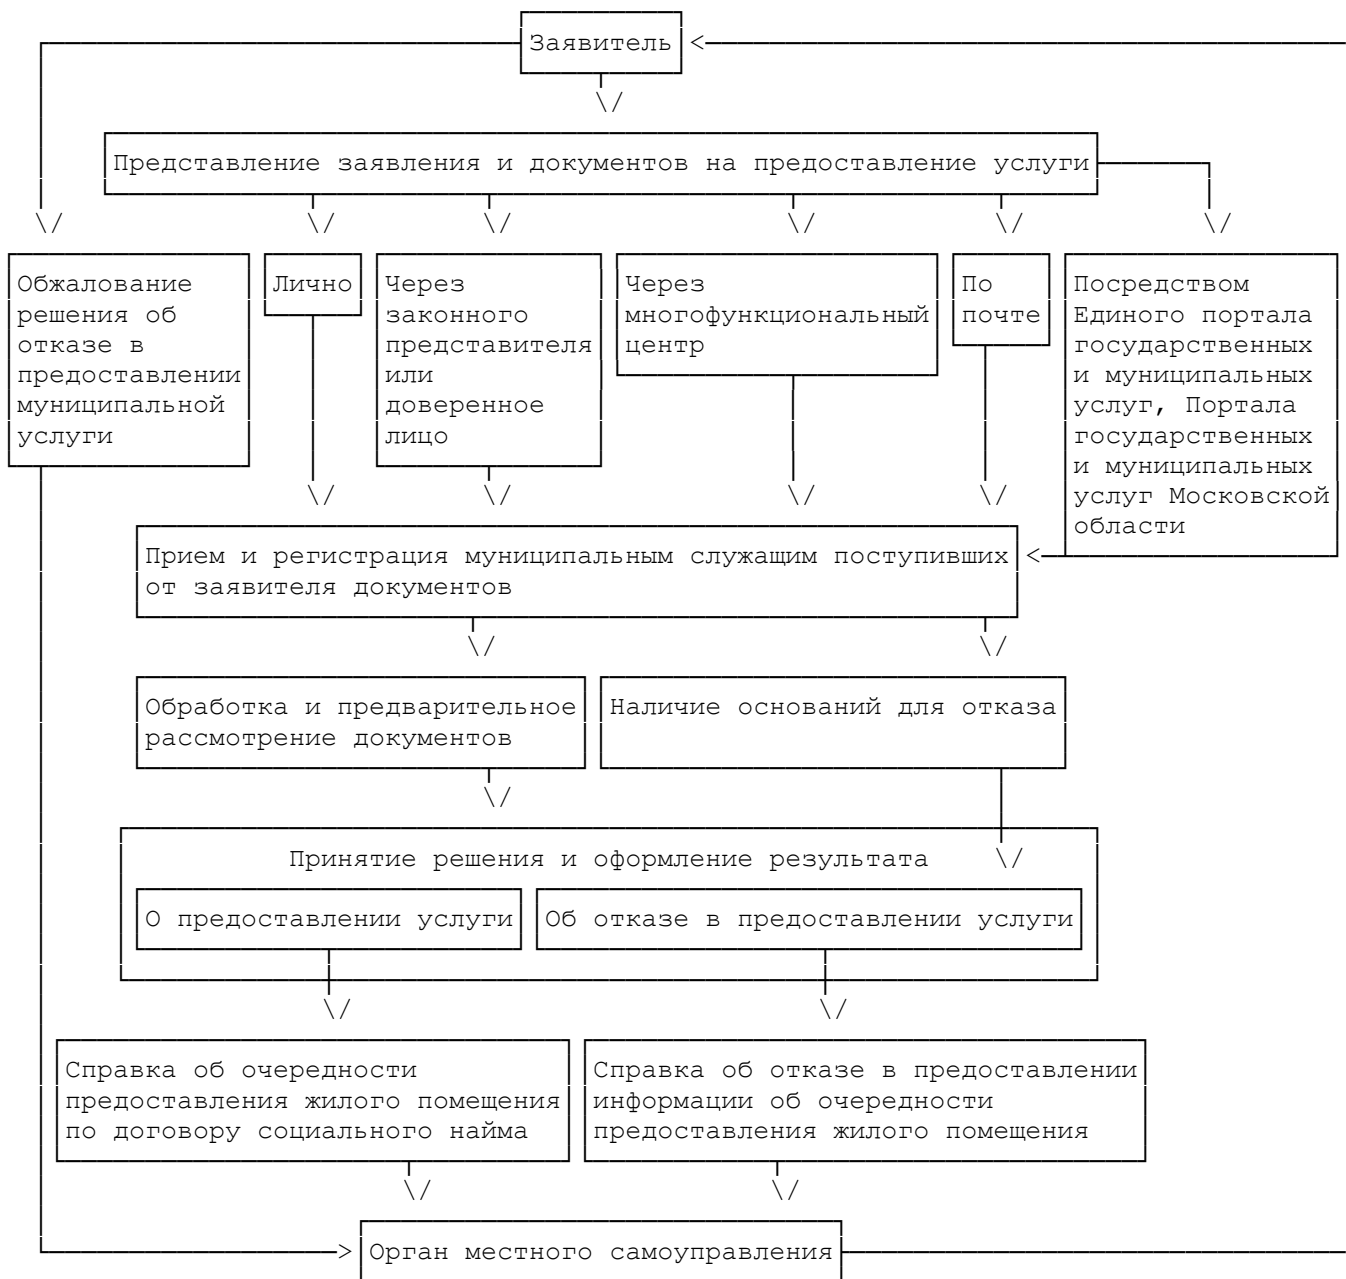 Заявитель
Представление заявления и документов на предоставление услуги
Обжалование
решения об
отказе в
предоставлении
муниципальной
услуги
Лично
Через
законного
представителя
или
доверенное
лицо
Через
многофункциональный
центр
По
почте
Посредством
Единого портала
государственных
и муниципальных
услуг, Портала
государственных
и муниципальных
услуг Московской
области
Прием и регистрация муниципальным служащим поступивших
от заявителя документов
Обработка и предварительное
рассмотрение документов
Наличие оснований для отказа
Принятие решения и оформление результата
О предоставлении услуги
Об отказе в предоставлении услуги
Справка об очередности
предоставления жилого помещения
по договору социального найма
Справка об отказе в предоставлении
информации об очередности
предоставления жилого помещения
Орган местного самоуправления